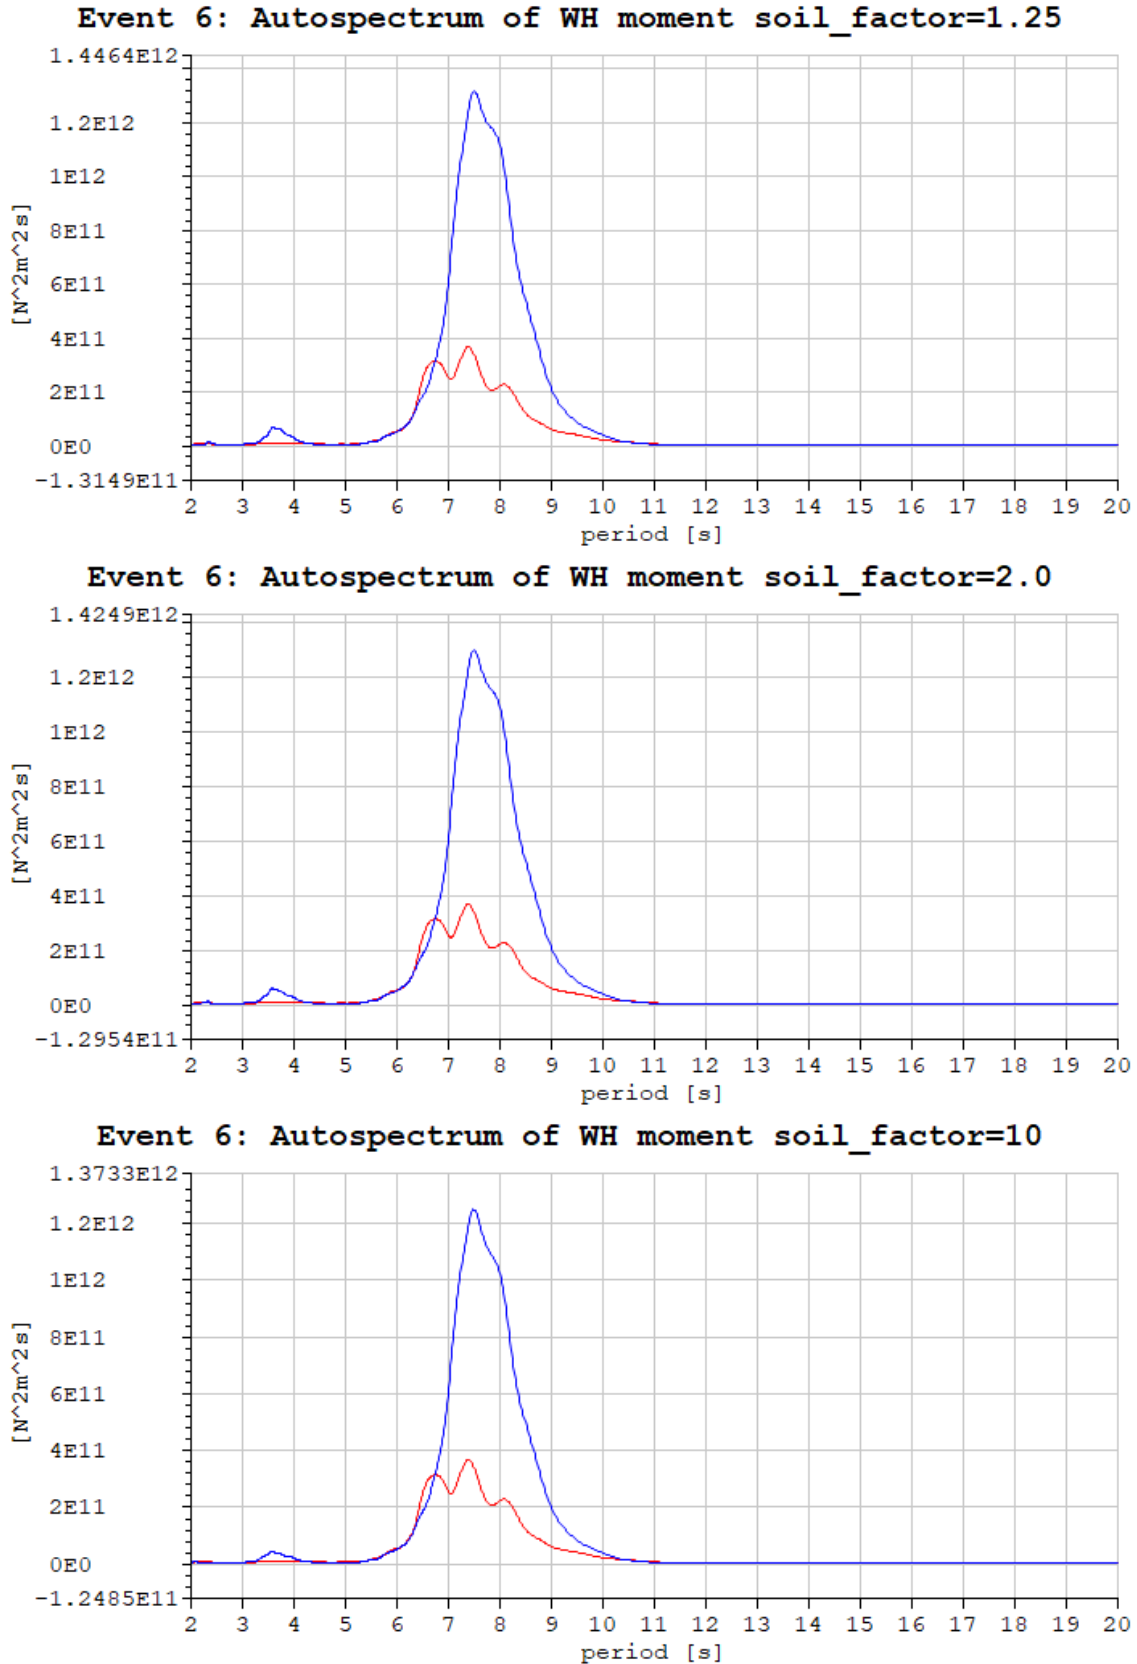 Event 6: Autospectrum of WH moment soil_factor=1.25
1.4464E12
1.2E12
1E12
8E11
6E11
4E11
2E11
0E0
-1.3149E11
[N^2m^2s]
2 3 4 5 6 7 8 9 10 11 12 13 14 15 16 17 18 19 20
period [s]
Event 6: Autospectrum of WH moment soil_factor=2.0
1.4249E12
1.2E12
1E12
8E11
6E11
4E11
2E11
0E0
-1.2954E11
[N^2m^2s]
2 3 4 5 6 7 8 9 10 11 12 13 14 15 16 17 18 19 20
period [s]
Event 6: Autospectrum of WH moment soil_factor=10
1.3733E12
1.2E12
1E12
8E11
6E11
4E11
2E11
0E0
-1.2485E11
[N^2m^2s]
2 3 4 5 6 7 8 9 10 11 12 13 14 15 16 17 18 19 20
period [s]